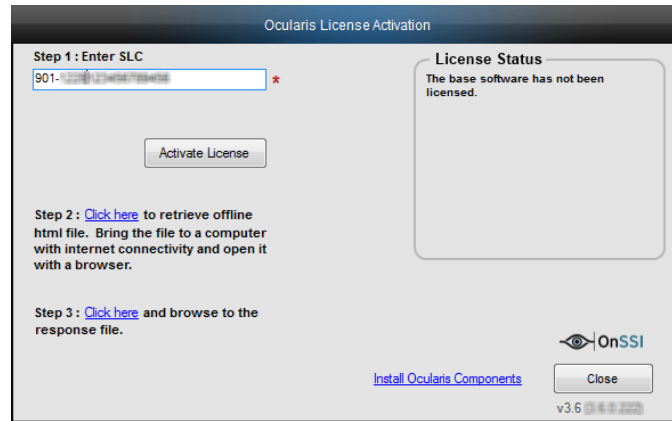 Ocularis License Activation
Step 1 : Enter SLC
901-
*
Activate License
Step 2 : Click here to retrieve offline
html file. Bring the file to a computer
with internet connectivity and open it
with a browser.
Step 3 : Click here and browse to the
response file.
License Status
The base software has not been
licensed.
OnSSI
Install Ocularis Components
Close
v3.6